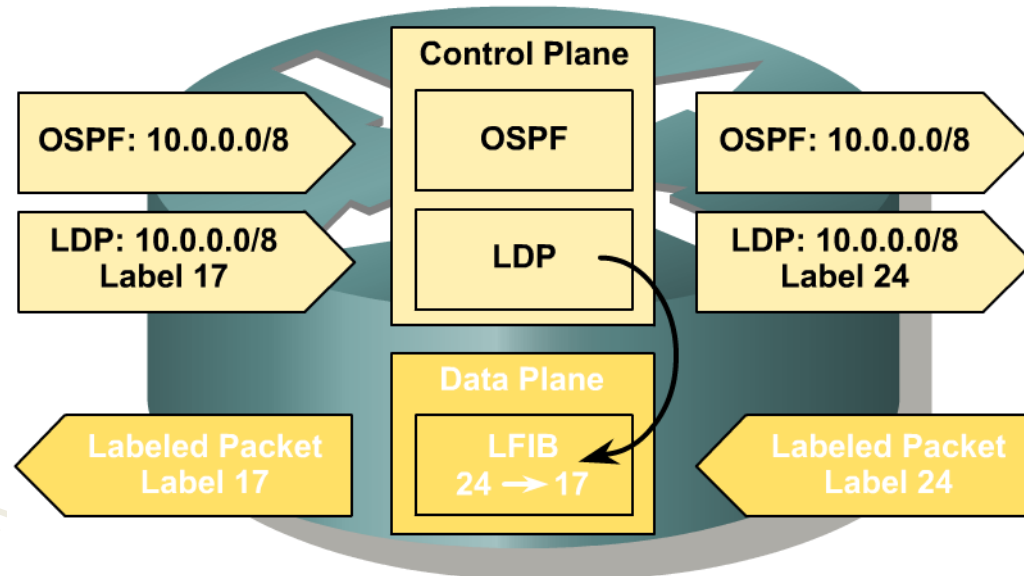 Control Plane
OSPF: 10.0.0.0/8
OSPF
OSPF: 10.0.0.0/8
LDP: 10.0.0.0/8
Label 17
LDP
LDP: 10.0.0.0/8
Label 24
Data Plane
Labeled Packet
Label 17
LFIB
24 → 17
Labeled Packet
Label 24